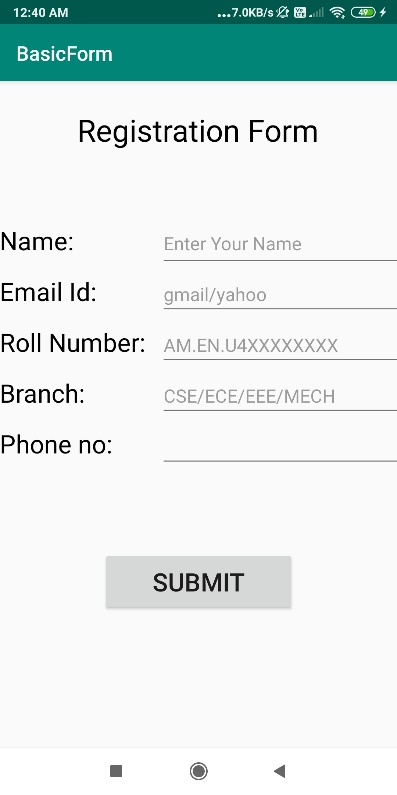 12:40 AM ...7.0KB/s 49
BasicForm
Registration Form
Name: Enter Your Name
Email Id: gmail/yahoo
Roll Number: AM.EN.U4XXXXXXXX
Branch: CSE/ECE/EEE/MECH
Phone no:
SUBMIT